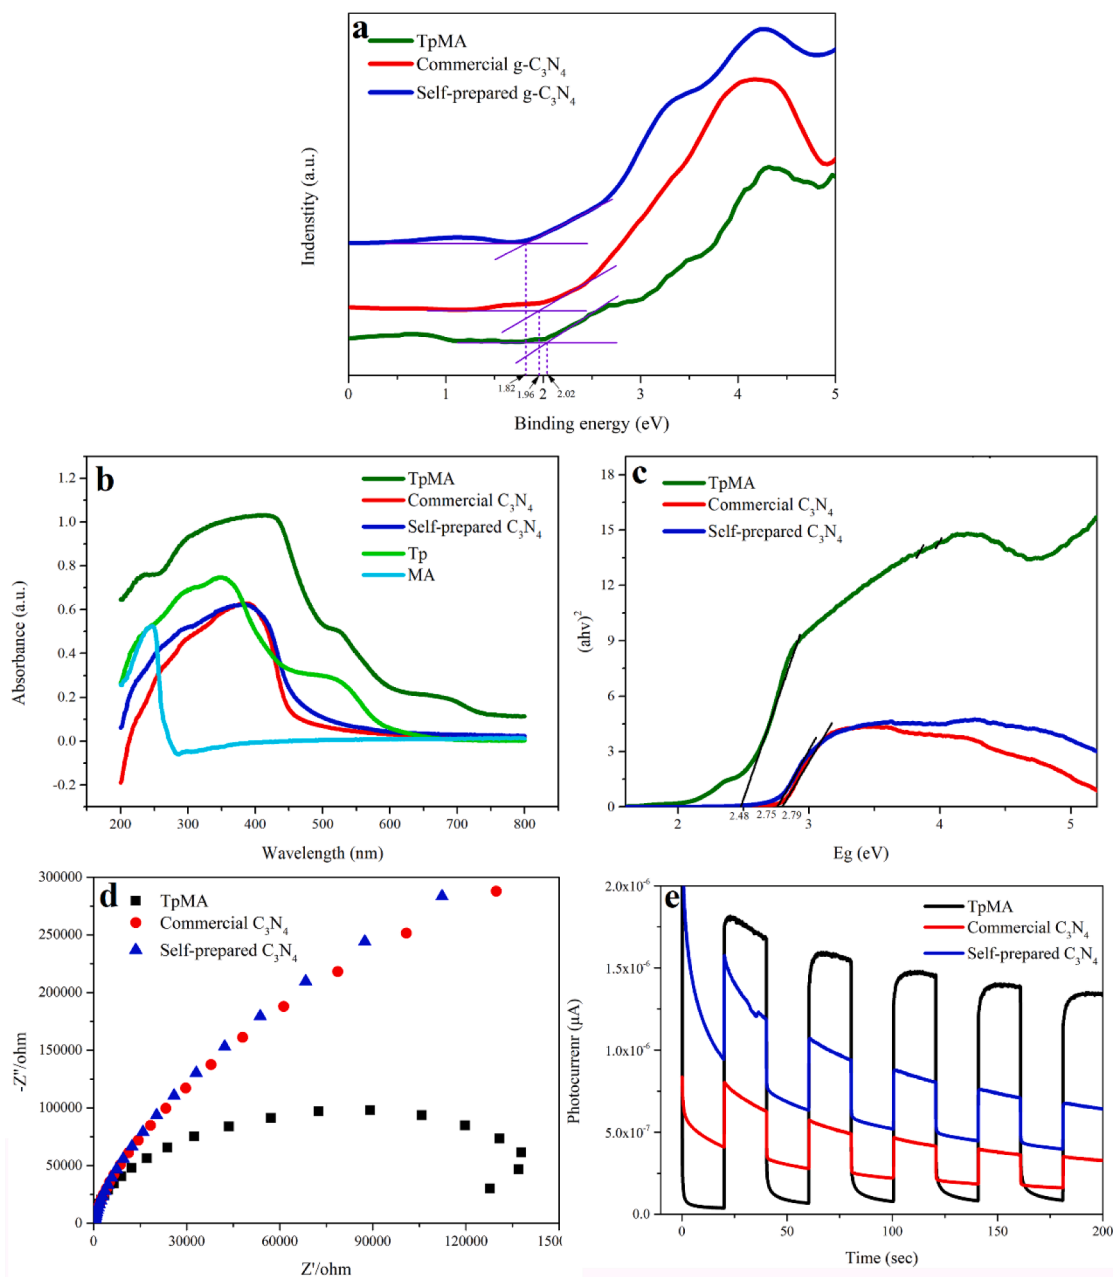 a
TpMA
Commercial g-C₃N₄
Self-prepared g-C₃N₄
Indenstity (a.u.)
0 1 2 3 4 5
1.82 1.96 2.02
Binding energy (eV)
b
TpMA
Commercial C₃N₄
Self-prepared C₃N₄
Tp
MA
Absorbance (a.u.)
1.2
1.0
0.8
0.6
0.4
0.2
0.0
-0.2
200 300 400 500 600 700 800
Wavelength (nm)
c
TpMA
Commercial C₃N₄
Self-prepared C₃N₄
(ahv)²
18
15
12
9
6
3
0
2 3 4 5
2.48 2.75 2.79
Eg (eV)
d
TpMA
Commercial C₃N₄
Self-prepared C₃N₄
-Z''/ohm
300000
250000
200000
150000
100000
50000
0
0 30000 60000 90000 120000 1500
Z'/ohm
e
TpMA
Commercial C₃N₄
Self-prepared C₃N₄
Photocurrenr (μA)
2.0x10⁻⁶
1.5x10⁻⁶
1.0x10⁻⁶
5.0x10⁻⁷
0.0
0 50 100 150 200
Time (sec)